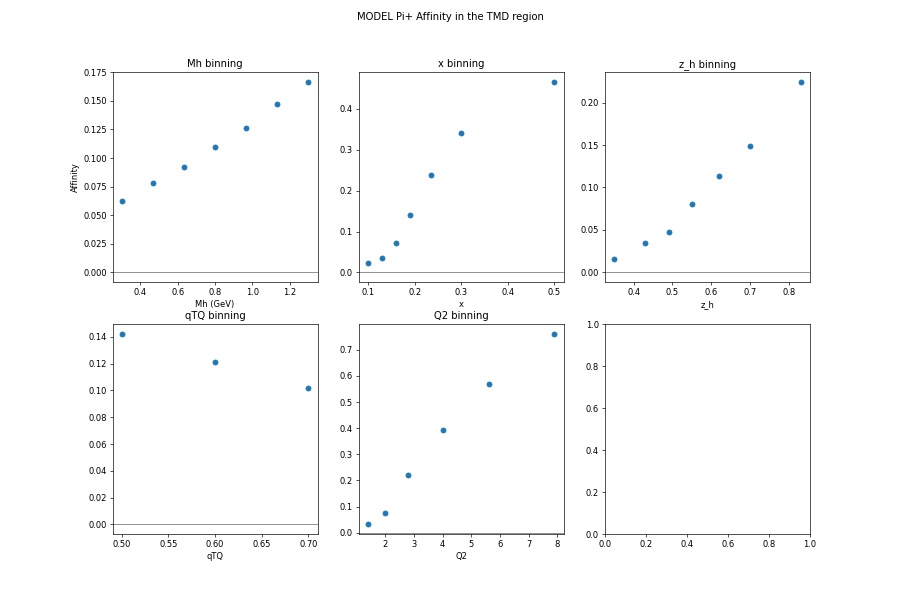 MODEL Pi+ Affinity in the TMD region
Mh binning
x binning
z_h binning
0.175
0.150
0.125
0.100
0.075
0.050
0.025
0.000
Affinity
0.4 0.6 0.8 1.0 1.2
Mh (GeV)
0.4
0.3
0.2
0.1
0.0
0.1 0.2 0.3 0.4 0.5
x
0.20
0.15
0.10
0.05
0.00
0.4 0.5 0.6 0.7 0.8
z_h
qTQ binning
Q2 binning
0.14
0.12
0.10
0.08
0.06
0.04
0.02
0.00
0.50 0.55 0.60 0.65 0.70
qTQ
0.7
0.6
0.5
0.4
0.3
0.2
0.1
0.0
2 3 4 5 6 7 8
Q2
1.0
0.8
0.6
0.4
0.2
0.0
0.0 0.2 0.4 0.6 0.8 1.0